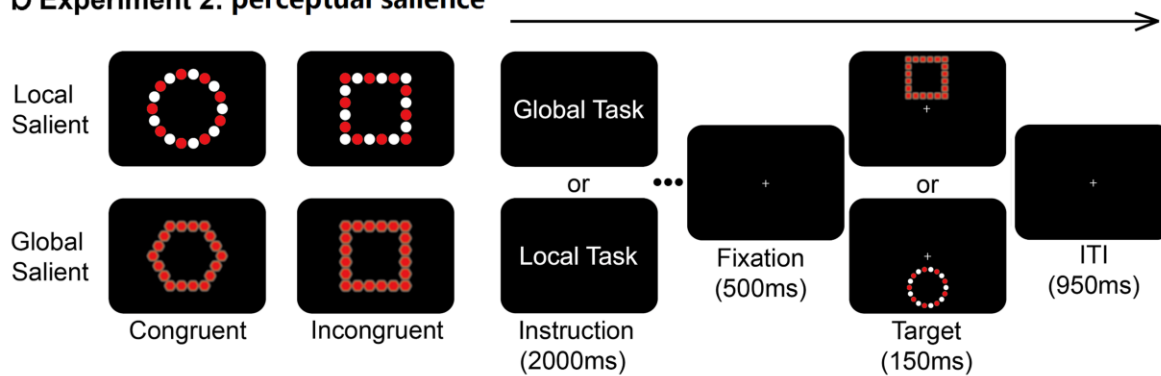 b Experiment 2: perceptual salience
Local
Salient
Global
Salient
Congruent
Incongruent
Global Task
or
Local Task
Instruction
(2000ms)
Fixation
(500ms)
or
Target
(150ms)
ITI
(950ms)